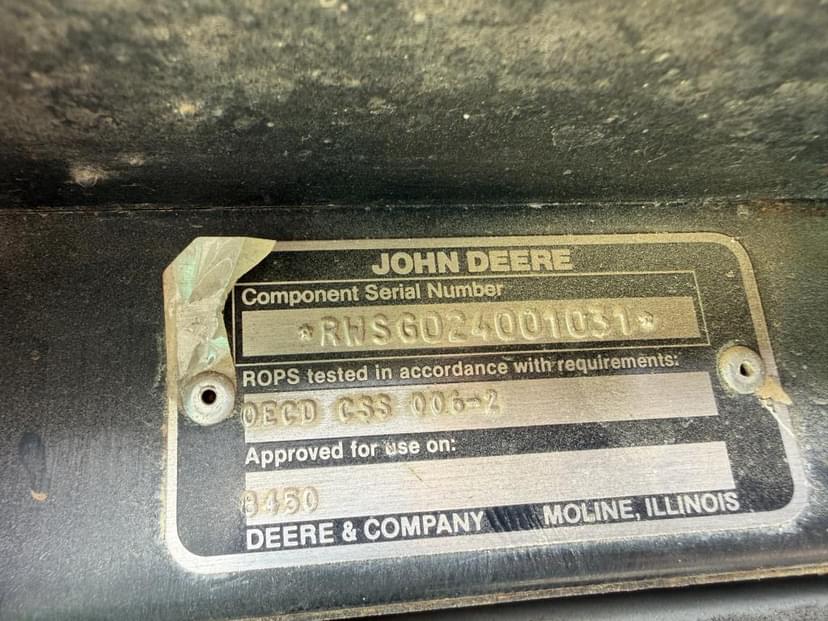 JOHN DEERE
Component Serial Number
*RWSG024001031*
ROPS tested in accordance with requirements:
OECD CSS 006-2
Approved for use on:
8450
DEERE & COMPANY MOLINE, ILLINOIS